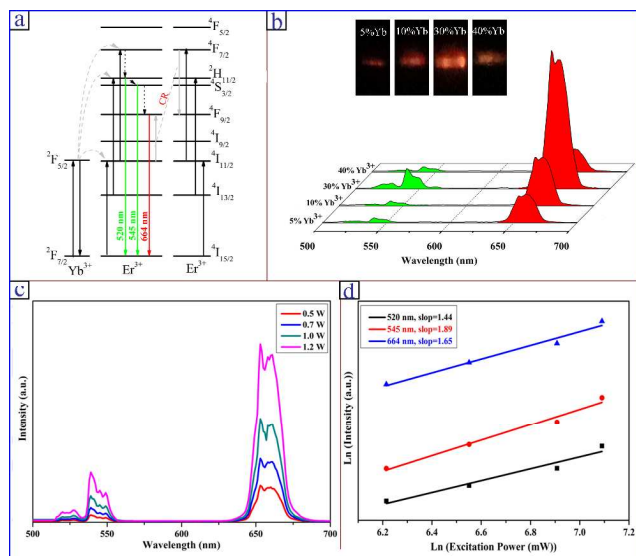 a
⁴F₅/₂
⁴F₇/₂
²H₁₁/₂
⁴S₃/₂
CR
⁴F₉/₂
⁴I₉/₂
²F₅/₂
⁴I₁₁/₂
⁴I₁₃/₂
520 nm
545 nm
664 nm
²F₇/₂
⁴I₁₅/₂
Yb³⁺
Er³⁺
Er³⁺
b
5%Yb 10%Yb 30%Yb 40%Yb
40% Yb³⁺
30% Yb³⁺
10% Yb³⁺
5% Yb³⁺
500 550 600 650 700
Wavelength (nm)
c
0.5 W
0.7 W
1.0 W
1.2 W
Intensity (a.u.)
500 550 600 650 700
Wavelength (nm)
d
520 nm, slop=1.44
545 nm, slop=1.89
664 nm, slop=1.65
Ln (Intensity (a.u.))
6.2 6.4 6.6 6.8 7.0 7.2
Ln (Excitation Power (mW))